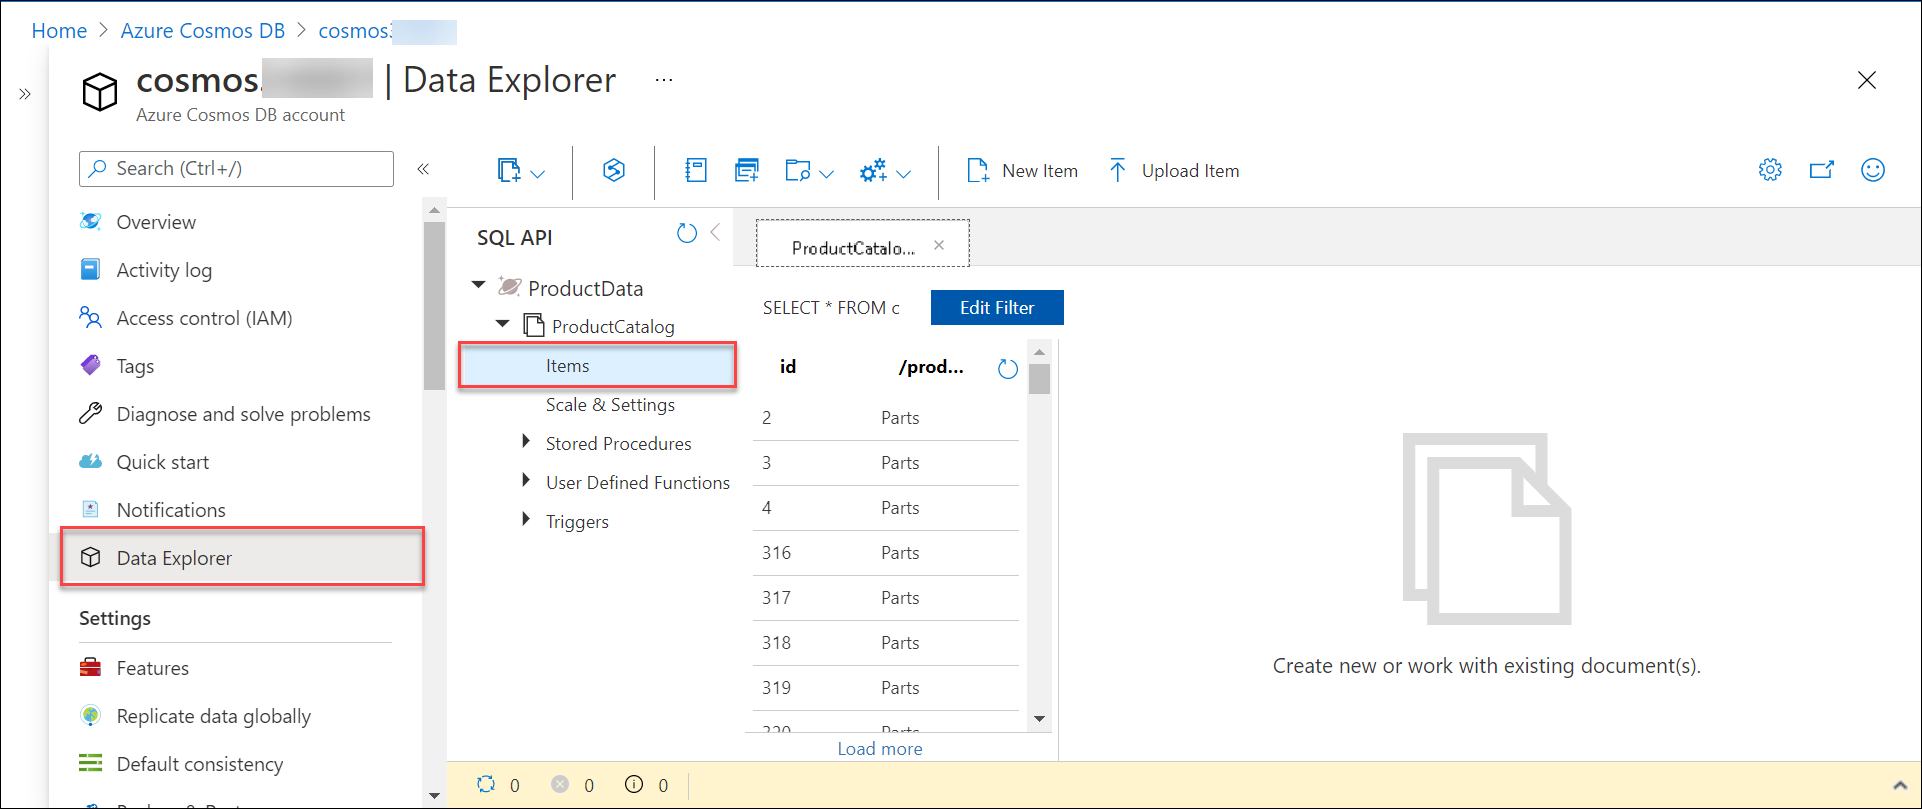 Home > Azure Cosmos DB > cosmos
cosmos | Data Explorer ...
Azure Cosmos DB account
Search (Ctrl+/)
Overview
Activity log
Access control (IAM)
Tags
Diagnose and solve problems
Quick start
Notifications
Data Explorer
Settings
Features
Replicate data globally
Default consistency
New Item
Upload Item
SQL API
ProductData
ProductCatalog
Items
Scale & Settings
Stored Procedures
User Defined Functions
Triggers
ProductCatalo...
SELECT * FROM c
Edit Filter
id /prod...
2 Parts
3 Parts
4 Parts
316 Parts
317 Parts
318 Parts
319 Parts
Load more
Create new or work with existing document(s).
0 0 0